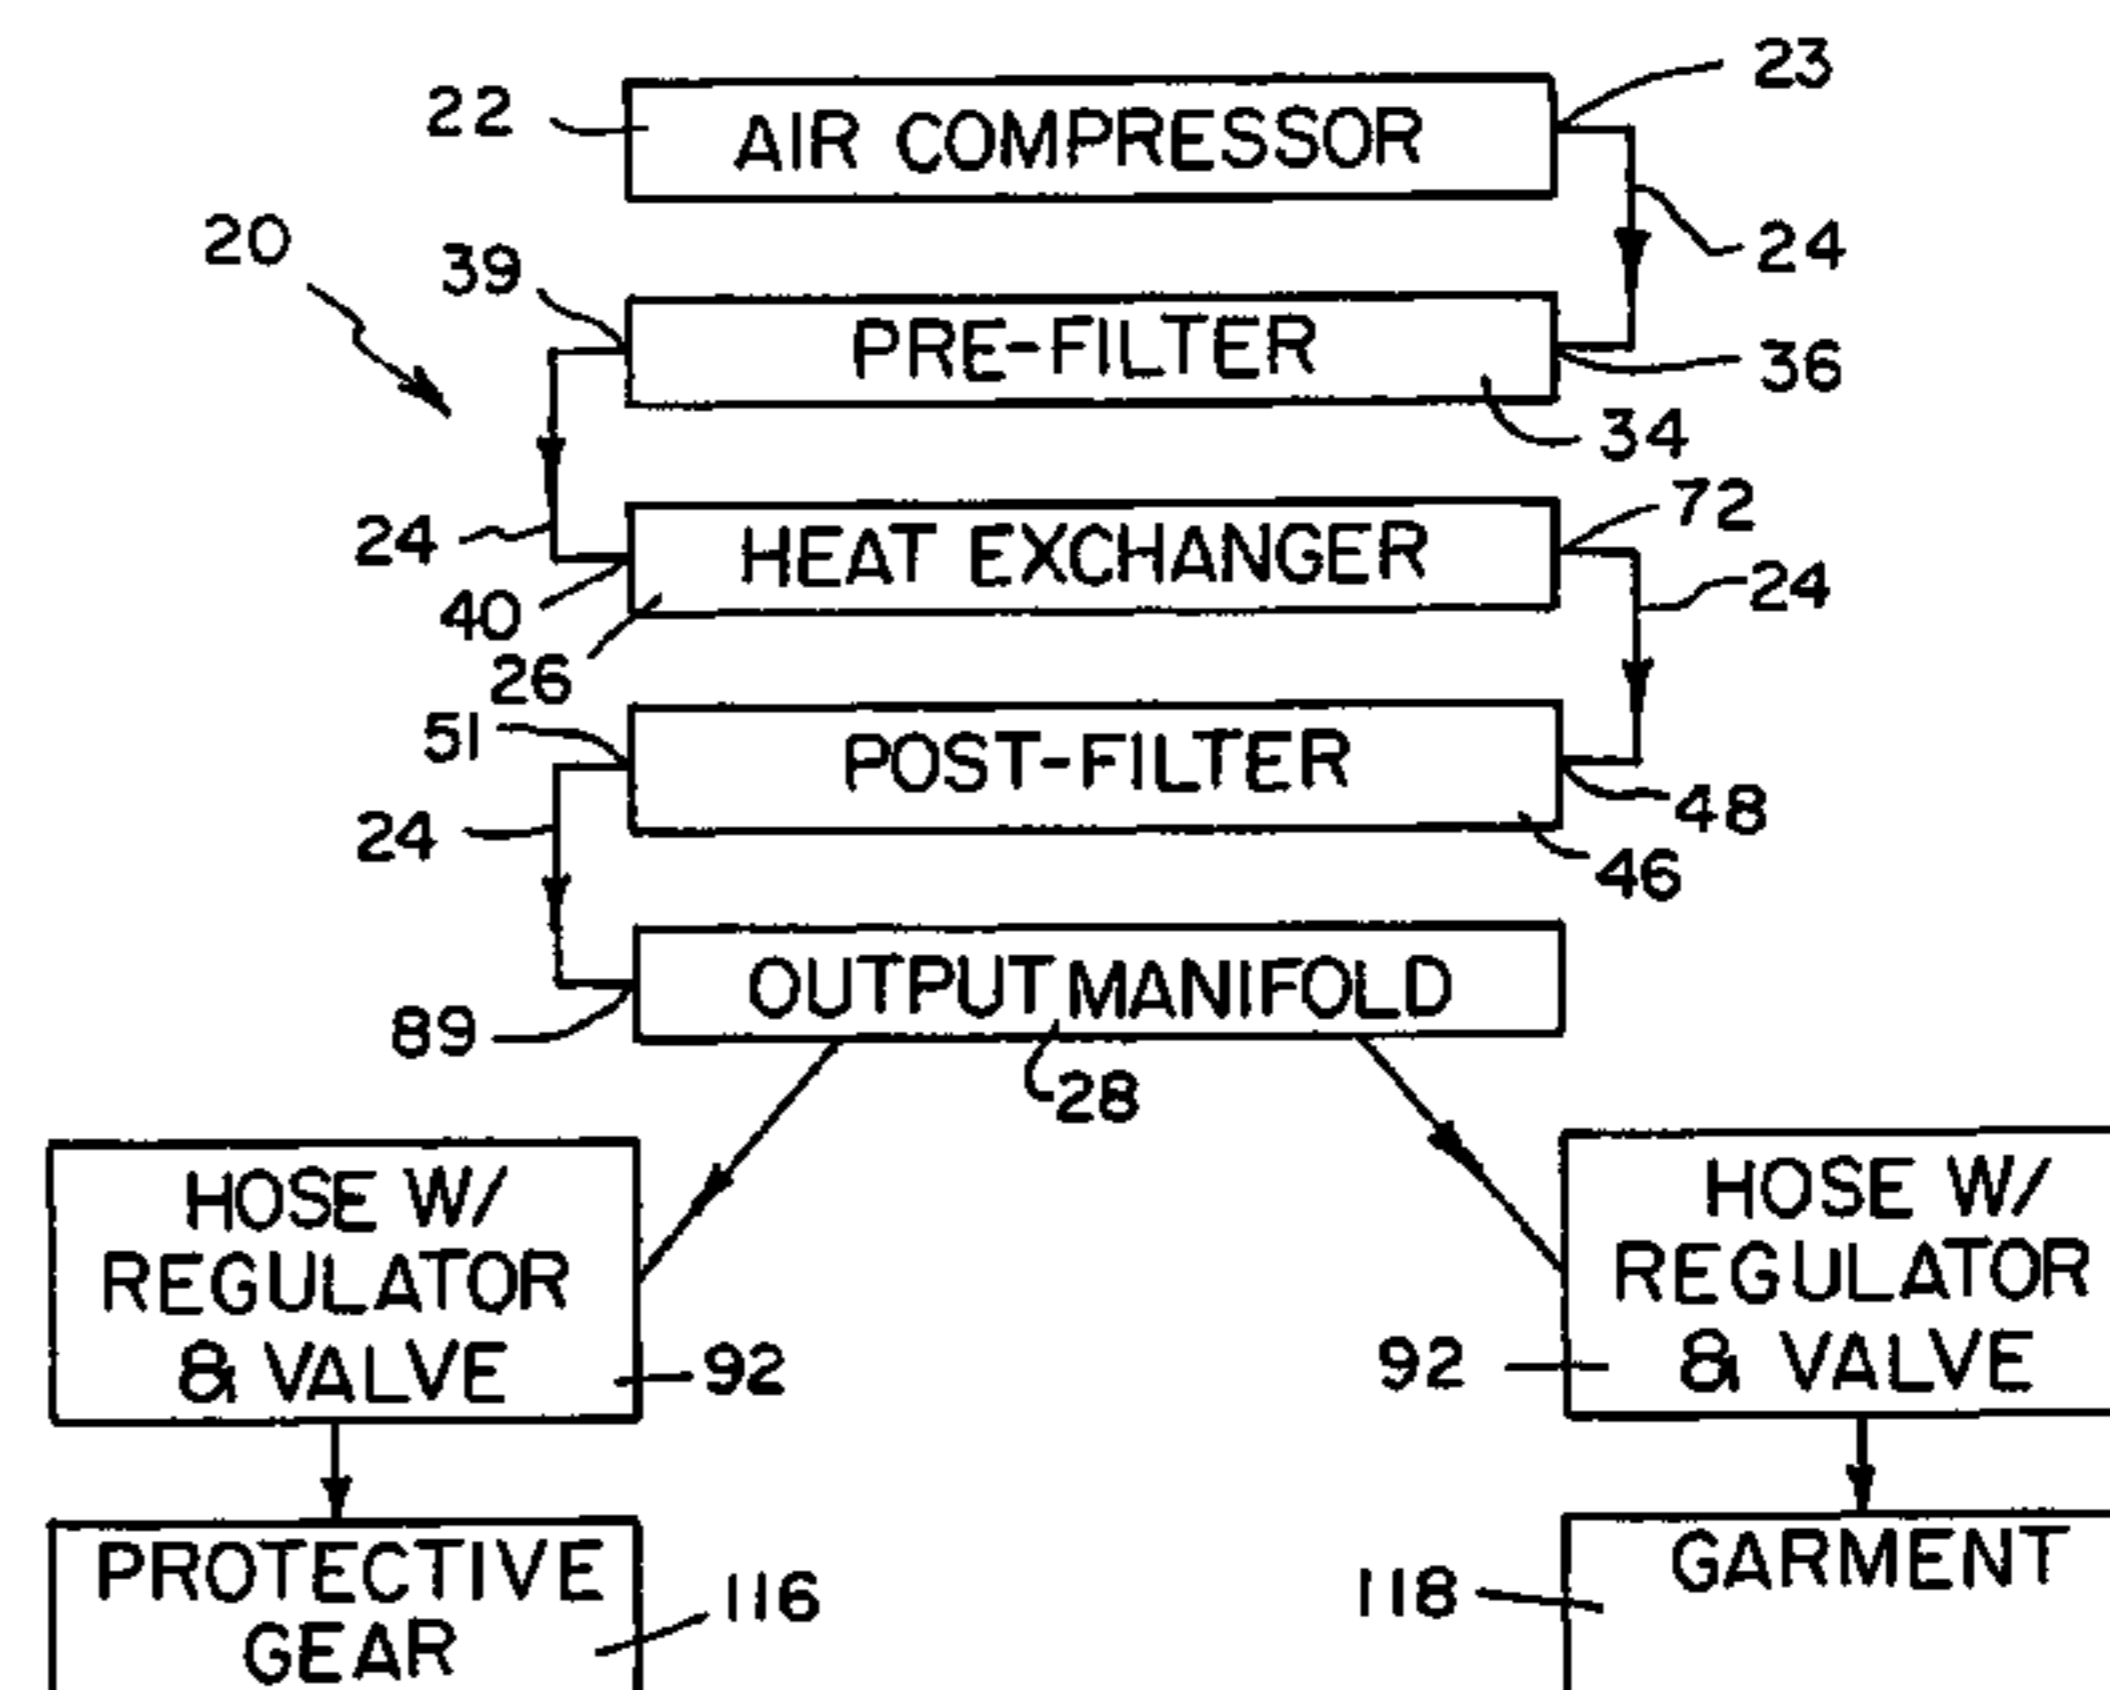 22
AIR COMPRESSOR
23
20
39
24
PRE-FILTER
36
34
24
HEAT EXCHANGER
72
24
40
26
51
POST-FILTER
48
24
46
OUTPUT MANIFOLD
89
28
HOSE W/
REGULATOR
& VALVE
92
92
HOSE W/
REGULATOR
& VALVE
PROTECTIVE
GEAR
116
118
GARMENT